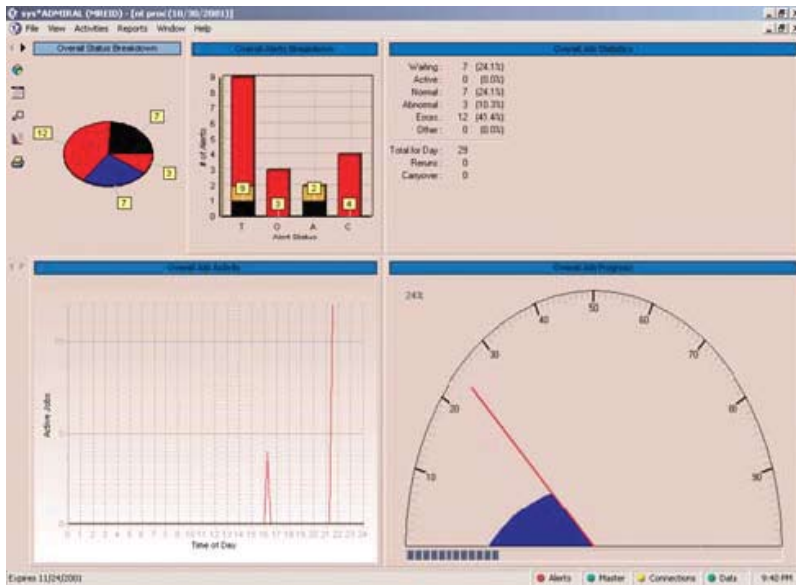 sys*ADMIRAL (MREID) - [nt prod (10/30/2001)]
File View Activities Reports Window Help
Overall Status Breakdown
12
7
3
7
Overall Alerts Breakdown
# of Alerts
9
8
7
6
5
4
3
2
1
0
9
3
2
4
T O A C
Alert Status
Overall Job Statistics
Waiting: 7 (24.1%)
Active: 0 (0.0%)
Normal: 7 (24.1%)
Abnormal 3 (10.3%)
Errors: 12 (41.4%)
Other: 0 (0.0%)
Total for Day: 29
Reruns: 0
Carryover: 0
Overall Job Activity
Active Jobs
10
5
0
0 1 2 3 4 5 6 7 8 9 10 11 12 13 14 15 16 17 18 19 20 21 22 23 24
Time of Day
Overall Job Progress
24%
10
20
30
40
50
60
70
80
90
Expires 11/24/2001
Alerts Master Connections Data 9:40 PM